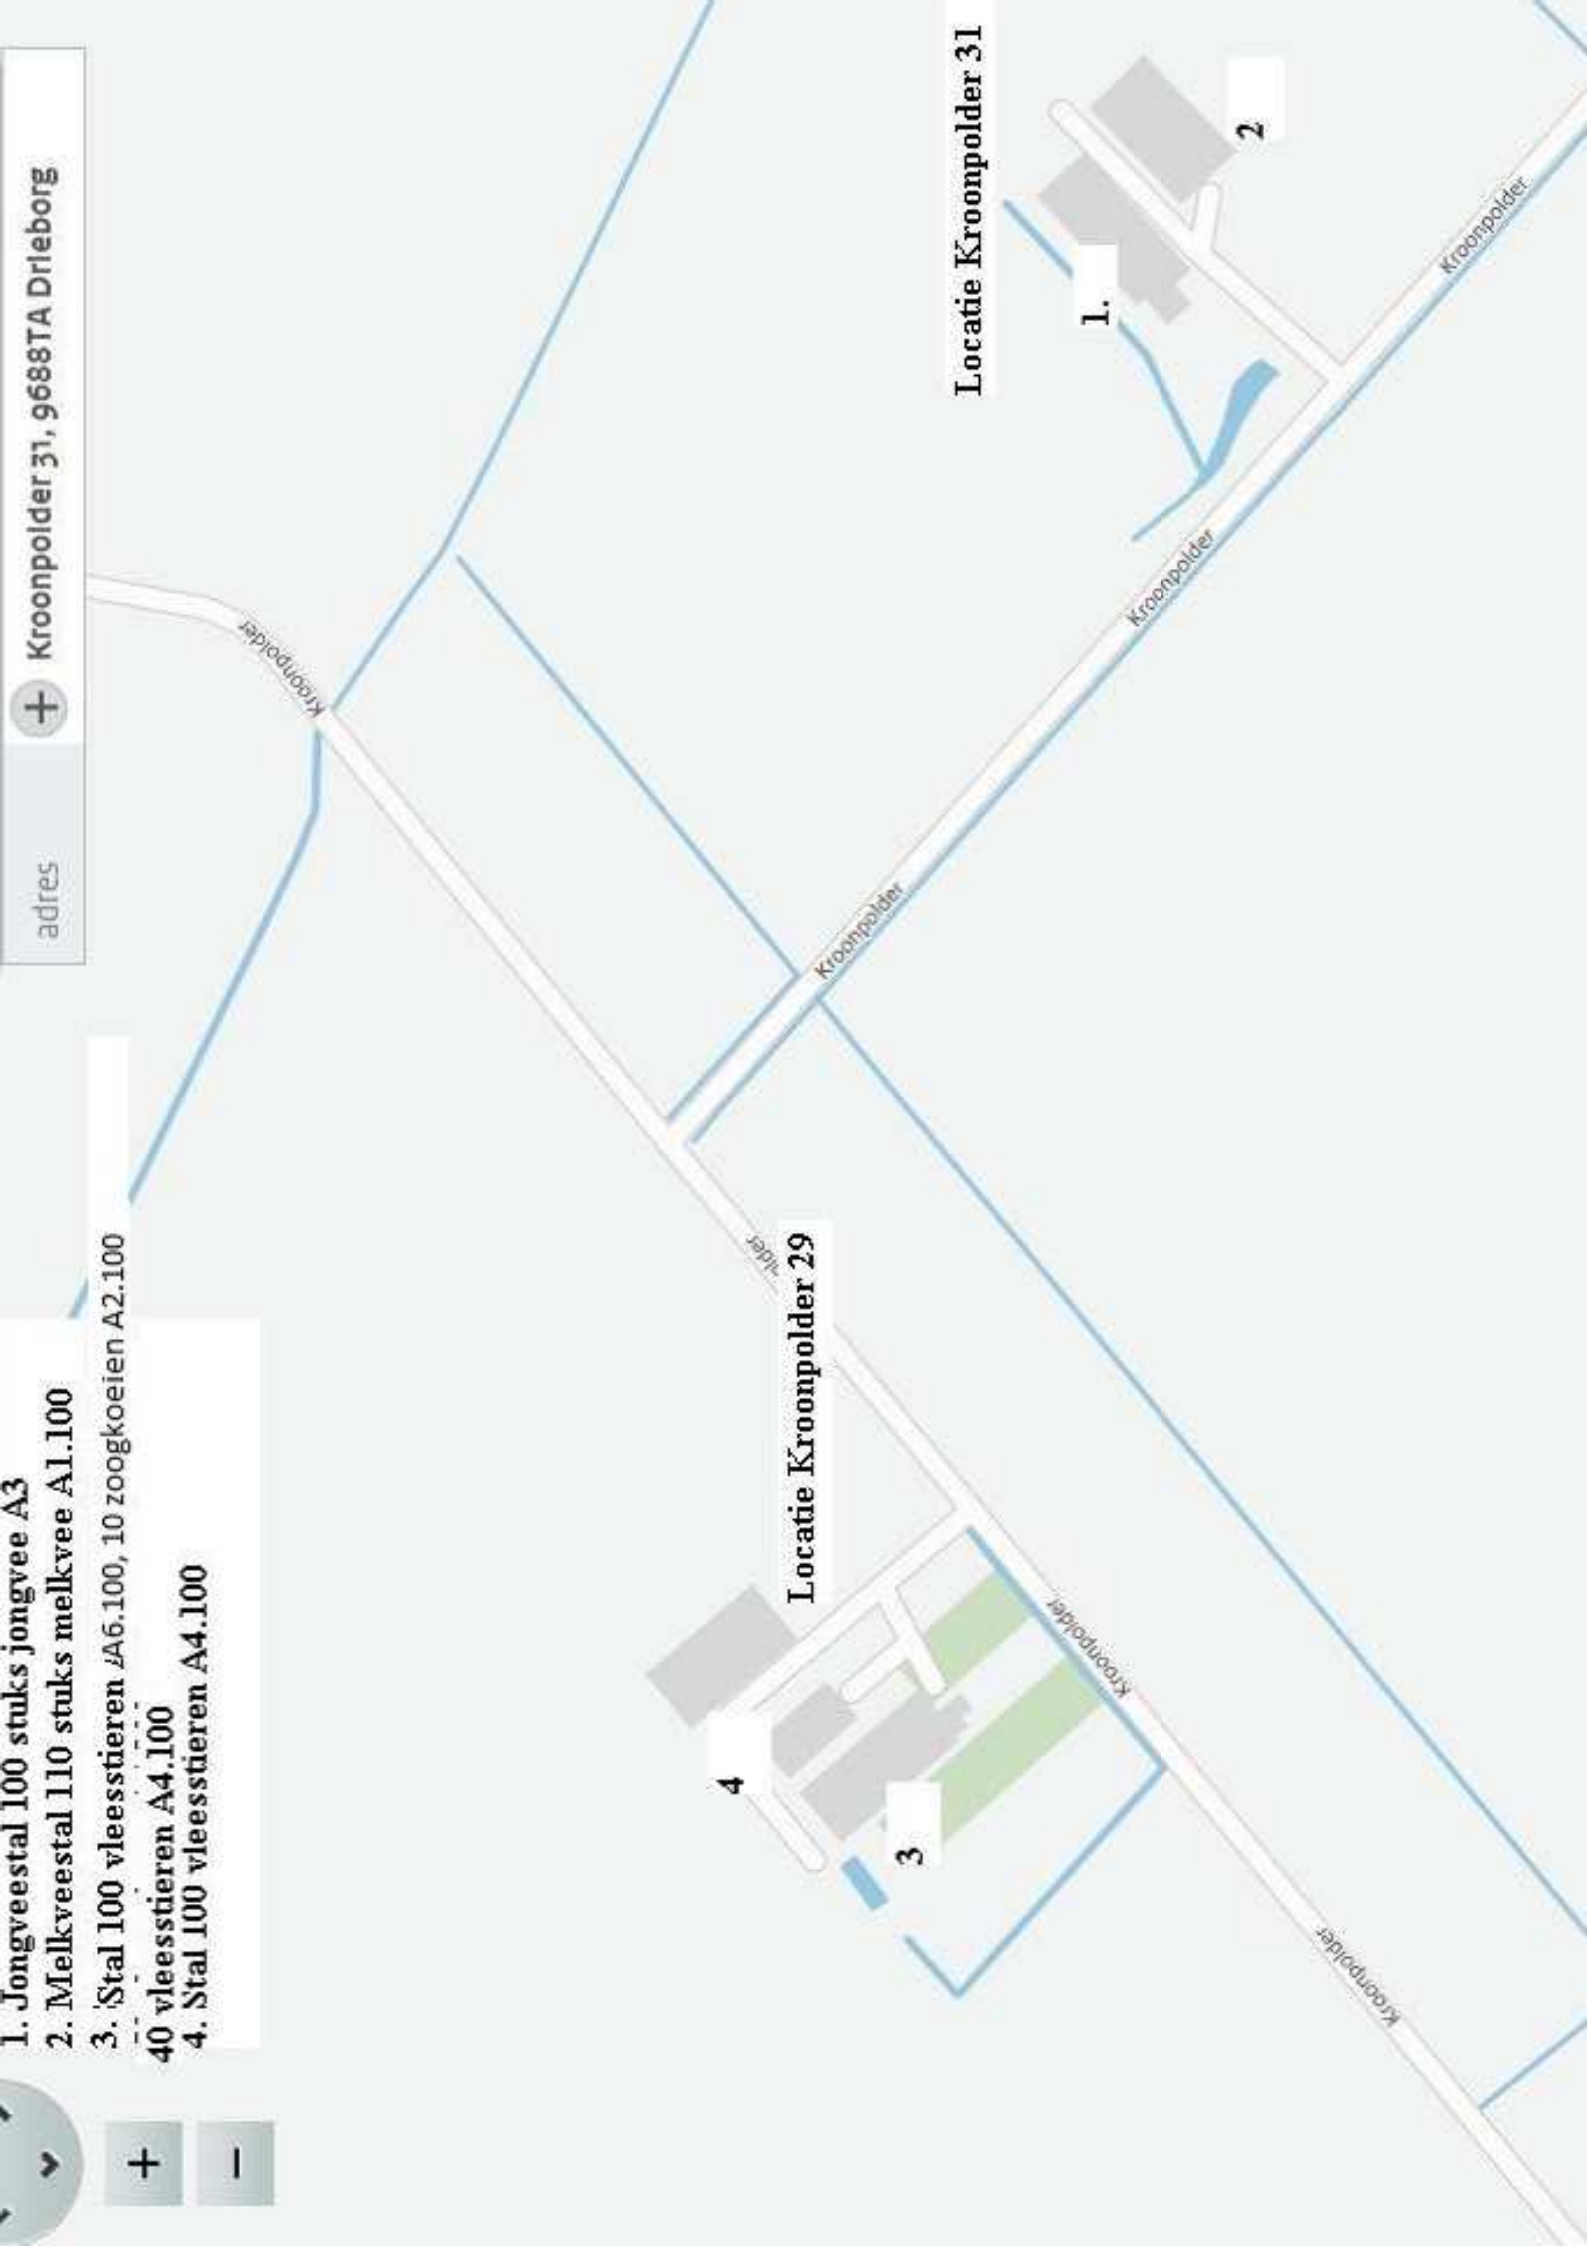 1. Jongveestal 100 stuks jongvee A3
2. Melkveestal 110 stuks melkvee A1.100
3. Stal 100 vleesstieren A6.100, 10 zoogkoeien A2.100
40 vleesstieren A4.100
4. Stal 100 vleesstieren A4.100
adres
Kroonpolder 31, 9688TA Drieborg
Kroonpolder
Locatie Kroonpolder 31
1.
2
Kroonpolder
Kroonpolder
Kroonpolder
Locatie Kroonpolder 29
4
3
Kroonpolder
Kroonpolder